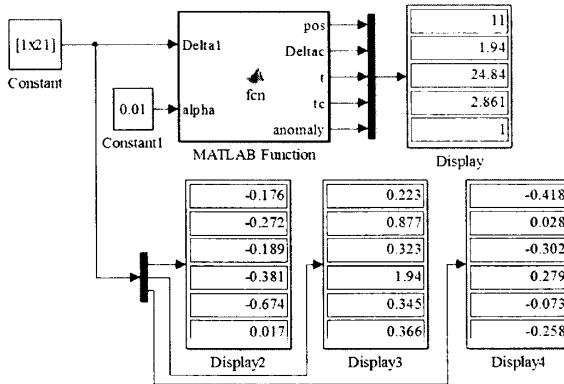 [1x21]
Constant
0.01
Constant1
Delta1
alpha
fcn
pos
Deltac
t
tc
anomaly
MATLAB Function
11
1.94
24.84
2.861
1
Display
-0.176
-0.272
-0.189
-0.381
-0.674
0.017
Display2
0.223
0.877
0.323
1.94
0.345
0.366
Display3
-0.418
0.028
-0.302
0.279
-0.073
-0.258
Display4